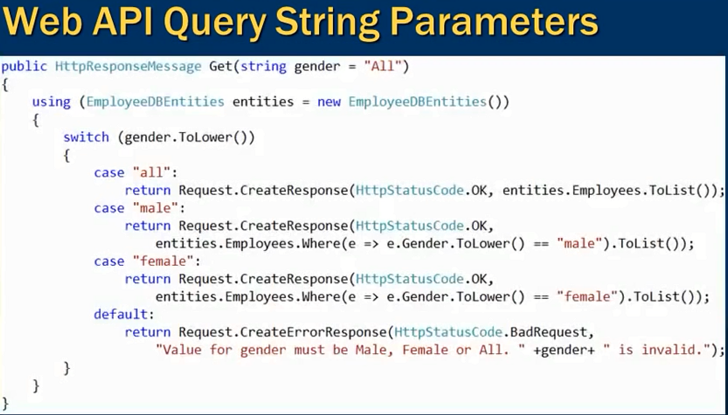 Web API Query String Parameters
public HttpResponseMessage Get(string gender = "All")
{
using (EmployeeDBEntities entities = new EmployeeDBEntities())
{
switch (gender.ToLower())
{
case "all":
return Request.CreateResponse(HttpStatusCode.OK, entities.Employees.ToList());
case "male":
return Request.CreateResponse(HttpStatusCode.OK,
entities.Employees.Where(e => e.Gender.ToLower() == "male").ToList());
case "female":
return Request.CreateResponse(HttpStatusCode.OK,
entities.Employees.Where(e => e.Gender.ToLower() == "female").ToList());
default:
return Request.CreateErrorResponse(HttpStatusCode.BadRequest,
"Value for gender must be Male, Female or All. " +gender+ " is invalid.");
}
}
}